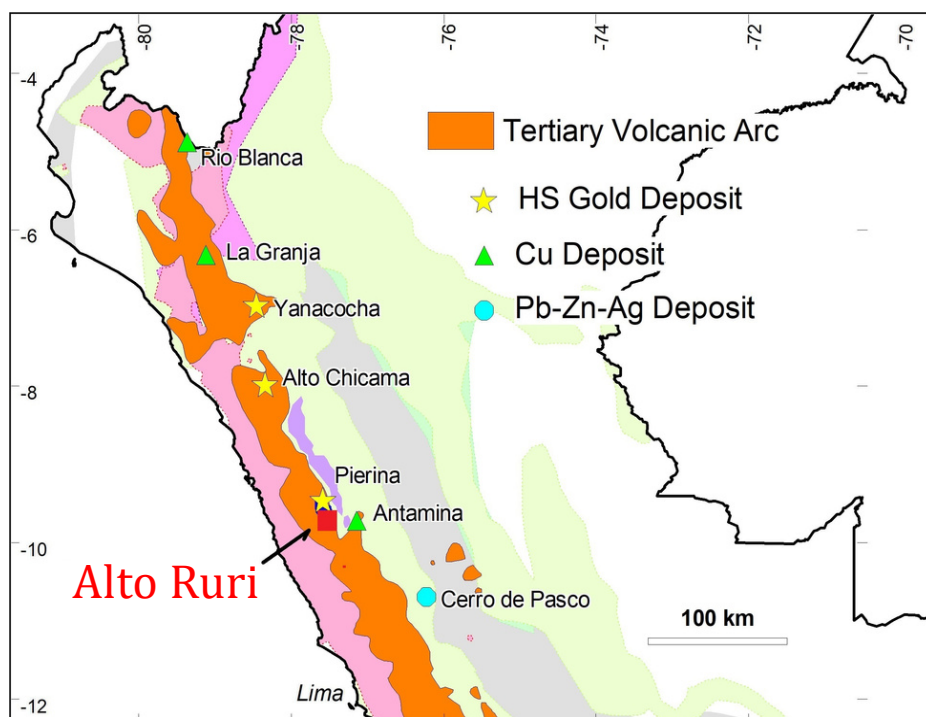 -80
-78
-76
-74
-72
-70
-4
Tertiary Volcanic Arc
Rio Blanca
HS Gold Deposit
-6
La Granja
Cu Deposit
Yanacocha
Pb-Zn-Ag Deposit
Alto Chicama
-8
Pierina
Antamina
-10
Alto Ruri
Cerro de Pasco
100 km
Lima
-12